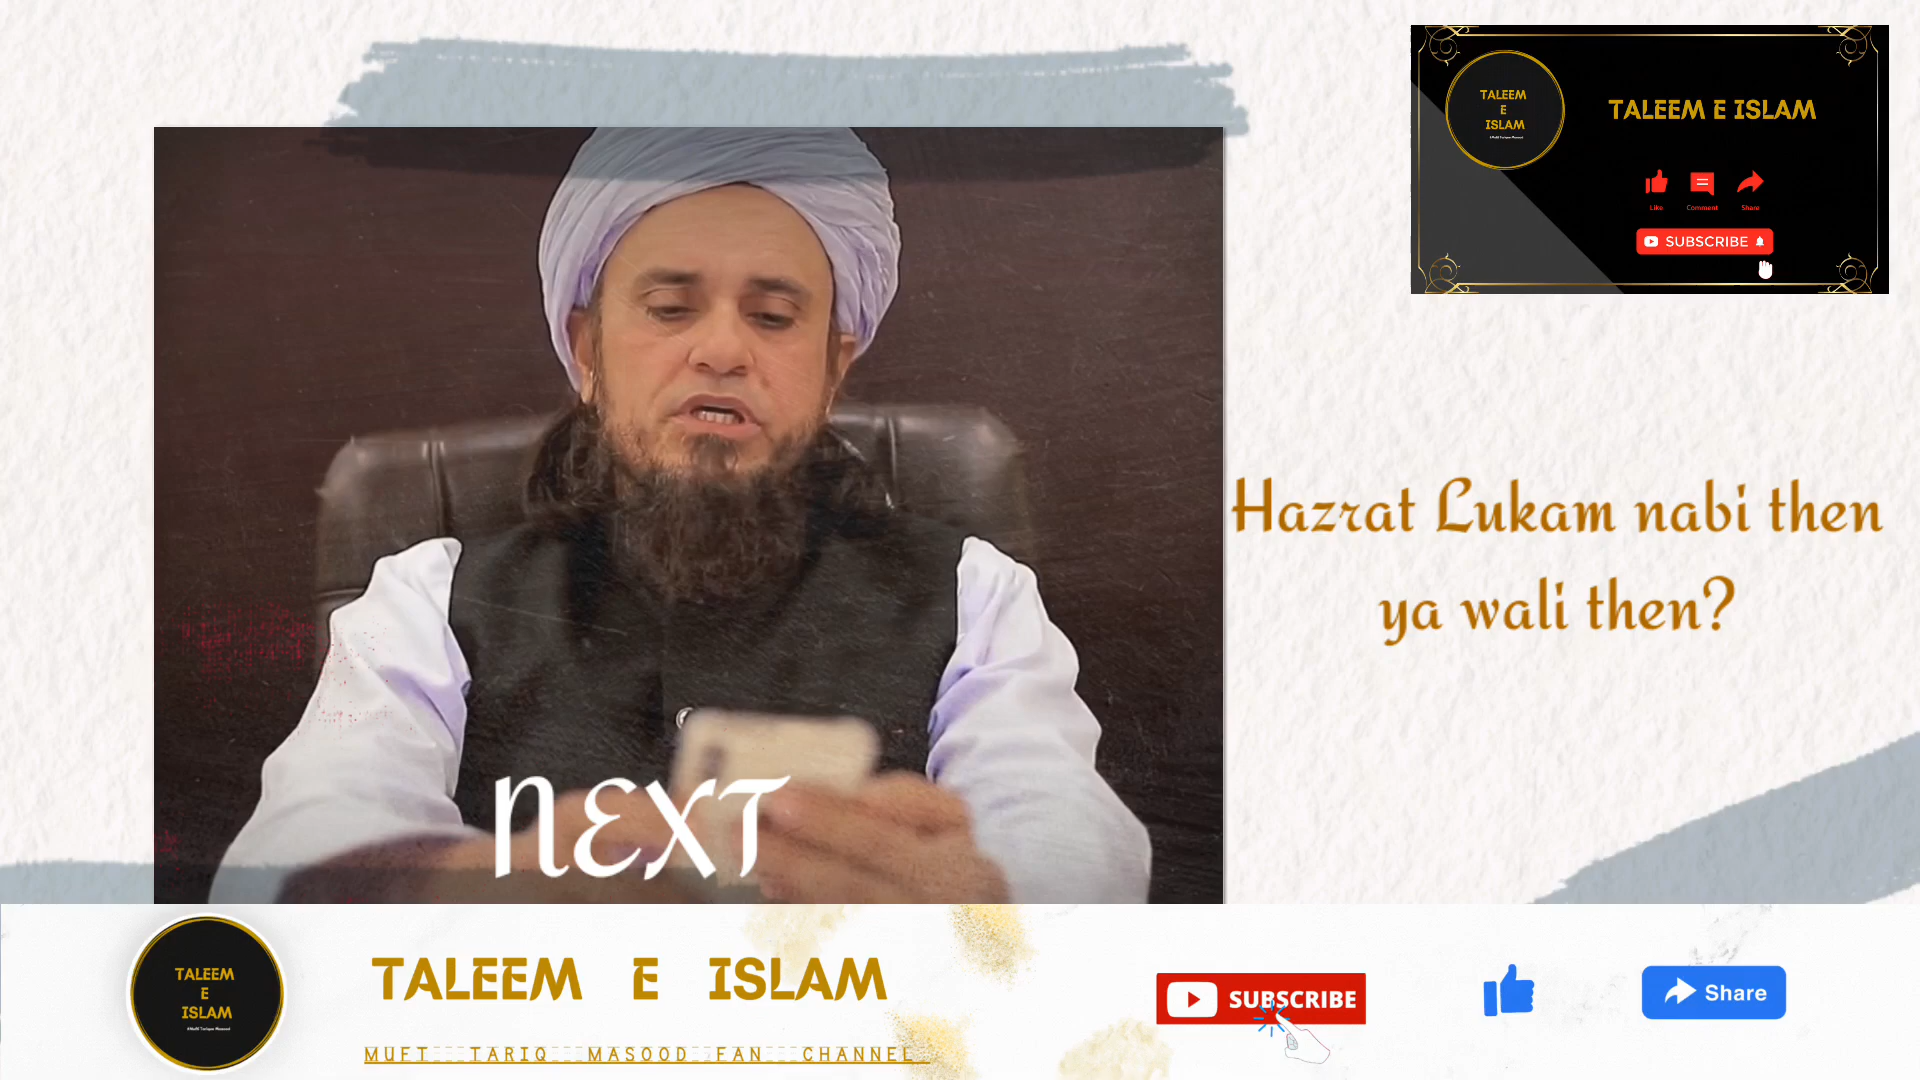 TALEEM
E
ISLAM
TALEEM E ISLAM
Like Comment Share
SUBSCRIBE
Hazrat Lukam nabi then
ya wali then?
NEXT
TALEEM
E
ISLAM
TALEEM E ISLAM
MUFT TARIQ MASOOD FAN CHANNEL
SUBSCRIBE
Share